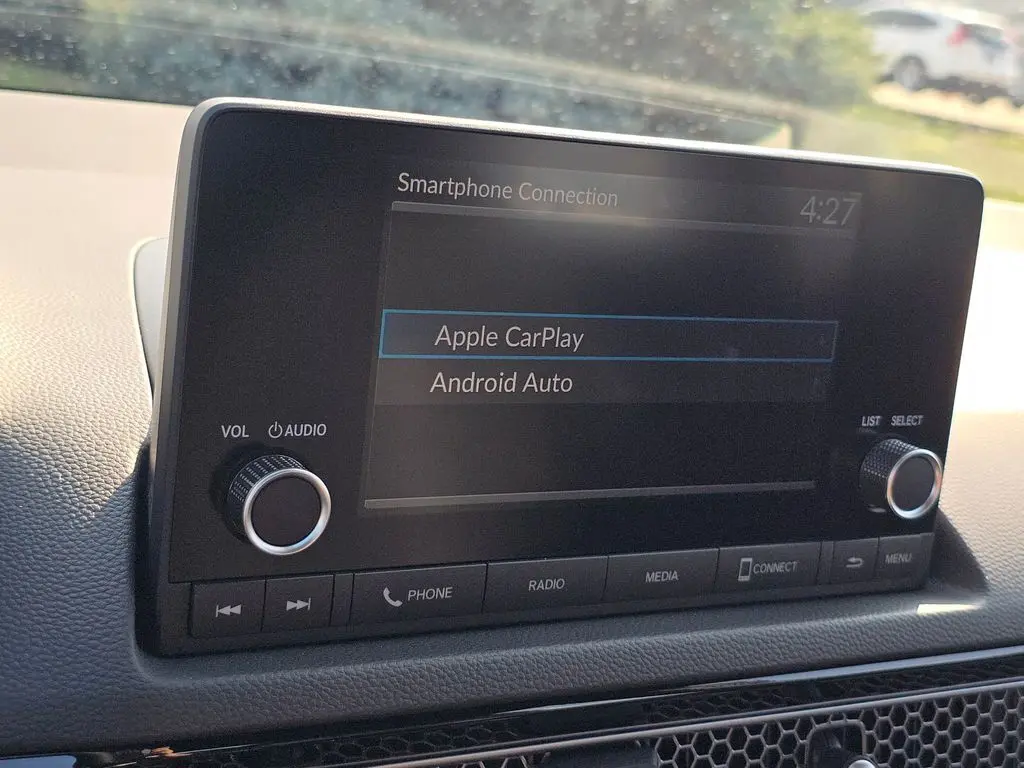 Smartphone Connection
4:27
Apple CarPlay
Android Auto
VOL AUDIO
LIST SELECT
PHONE
RADIO
MEDIA
CONNECT
MENU